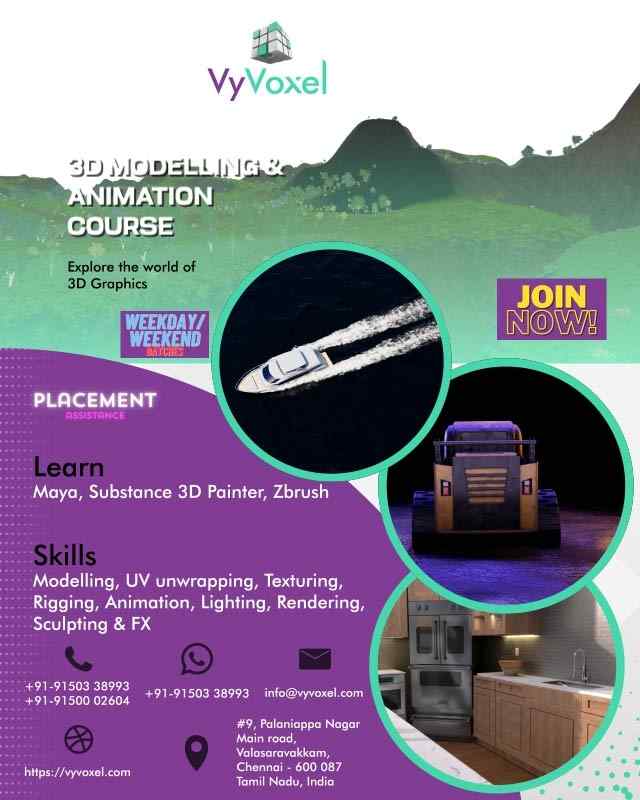 VyVoxel
3D MODELLING &
ANIMATION
COURSE
Explore the world of
3D Graphics
WEEKDAY/
WEEKEND
BATCHES
JOIN
NOW!
PLACEMENT
ASSISTANCE
Learn
Maya, Substance 3D Painter, Zbrush
Skills
Modelling, UV unwrapping, Texturing,
Rigging, Animation, Lighting, Rendering,
Sculpting & FX
+91-91503 38993
+91-91500 02604
+91-91503 38993
info@vyvoxel.com
https://vyvoxel.com
#9, Palaniappa Nagar
Main road,
Valasaravakkam,
Chennai - 600 087
Tamil Nadu, India